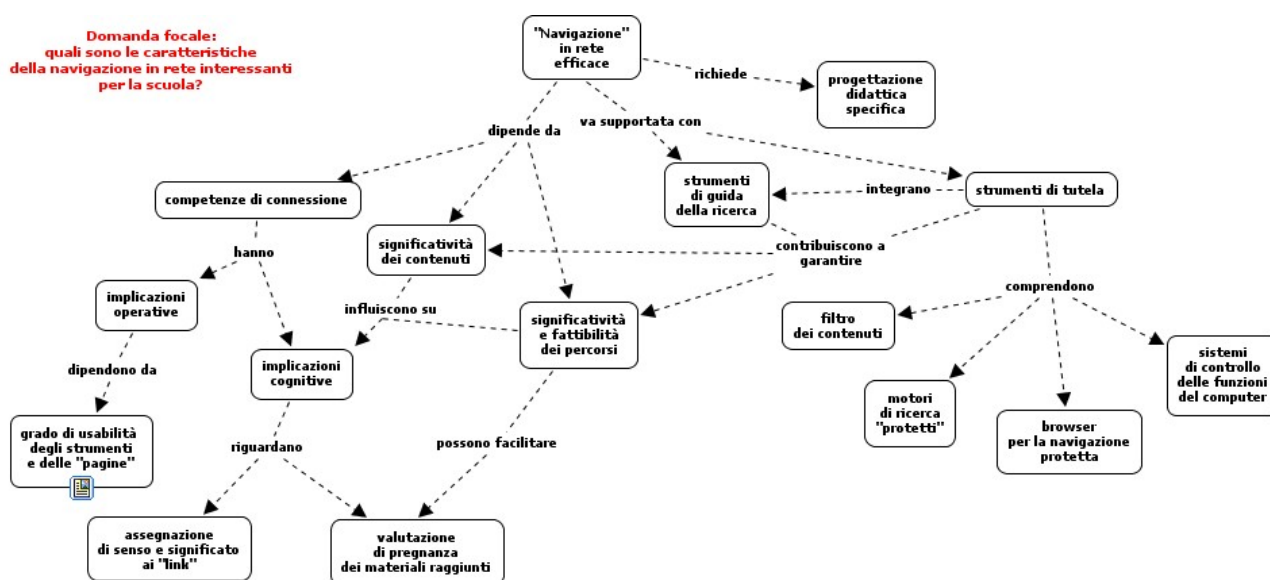 Domanda focale:
quali sono le caratteristiche
della navigazione in rete interessanti
per la scuola?
"Navigazione"
in rete
efficace
richiede
progettazione
didattica
specifica
dipende da
va supportata con
competenze di connessione
strumenti
di guida
della ricerca
integrano
strumenti di tutela
hanno
significatività
dei contenuti
contribuiscono a
garantire
implicazioni
operative
influiscono su
significatività
e fattibilità
dei percorsi
comprendono
filtro
dei contenuti
implicazioni
cognitive
sistemi
di controllo
delle funzioni
del computer
dipendono da
motori
di ricerca
"protetti"
browser
per la navigazione
protetta
grado di usabilità
degli strumenti
e delle "pagine"
riguardano
possono facilitare
assegnazione
di senso e significato
ai "link"
valutazione
di pregnanza
dei materiali raggiunti